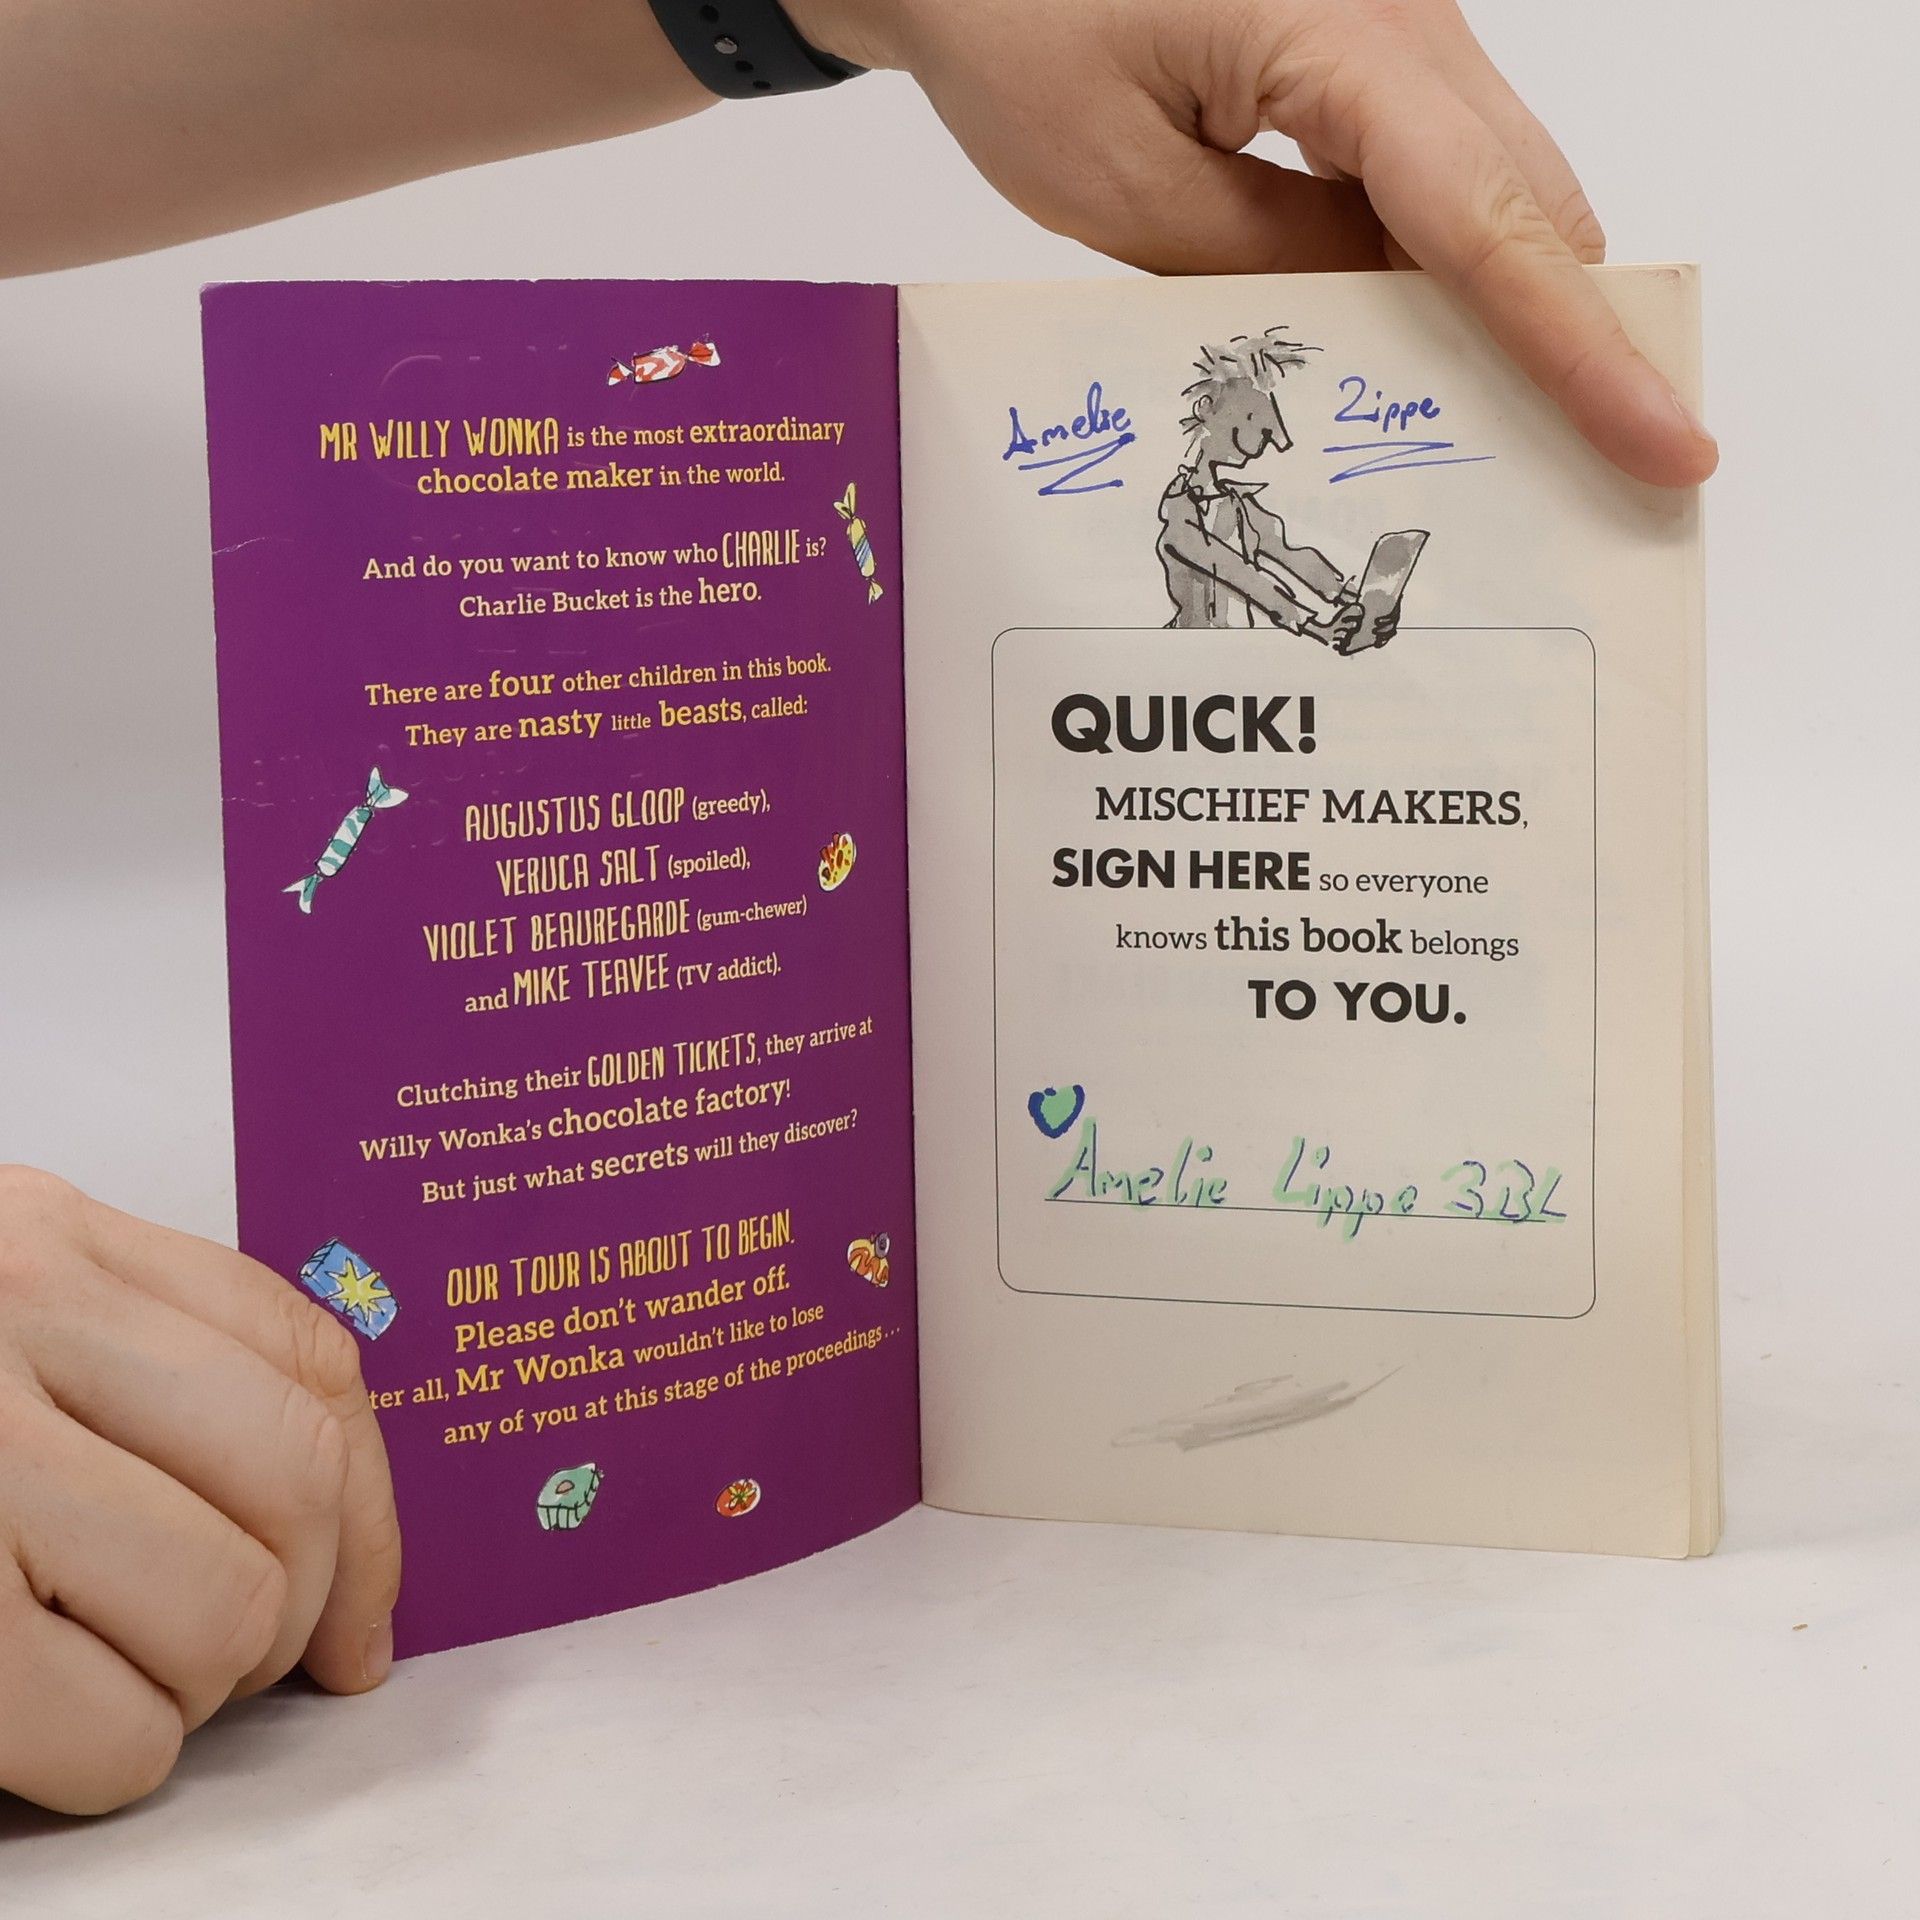 MR WILLY WONKA is the most extraordinary
chocolate maker in the world.
And do you want to know who CHARLIE is?
Charlie Bucket is the hero.
There are four other children in this book.
They are nasty little beasts, called:
AUGUSTUS GLOOP (greedy),
VERUCA SALT (spoiled),
VIOLET BEAUREGARDE (gum-chewer)
and MIKE TEAVEE (TV addict).
Clutching their GOLDEN TICKETS, they arrive at
Willy Wonka's chocolate factory!
But just what secrets will they discover?
OUR TOUR IS ABOUT TO BEGIN.
Please don't wander off.
ter all, Mr Wonka wouldn't like to lose
any of you at this stage of the proceedings...
Amelie Lippe
QUICK!
MISCHIEF MAKERS,
SIGN HERE so everyone
knows this book belongs
TO YOU.
Amelie Lippe 3BL